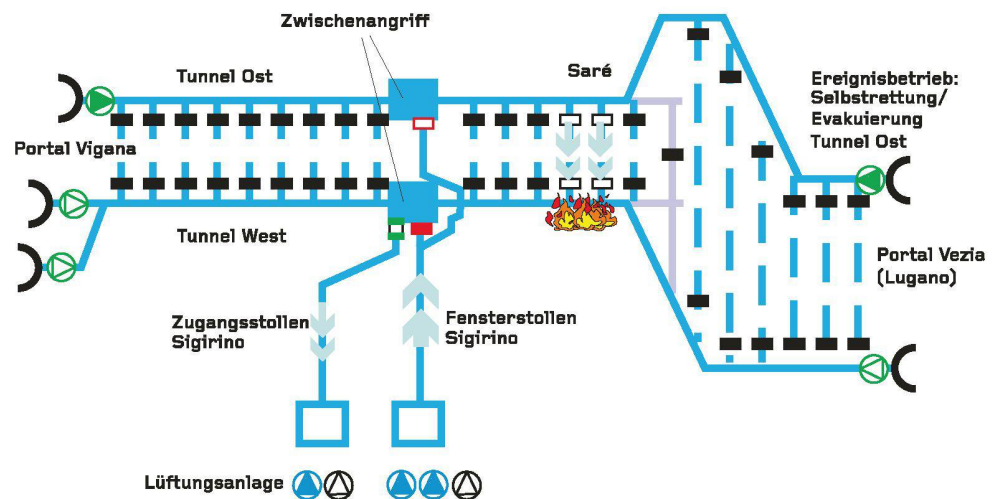 Zwischenangriff
Tunnel Ost
Saré
Ereignisbetrieb:
Selbstrettung/
Evakuierung
Tunnel Ost
Portal Vigana
Tunnel West
Portal Vezia
(Lugano)
Zugangsstollen
Sigirino
Fensterstollen
Sigirino
Lüftungsanlage